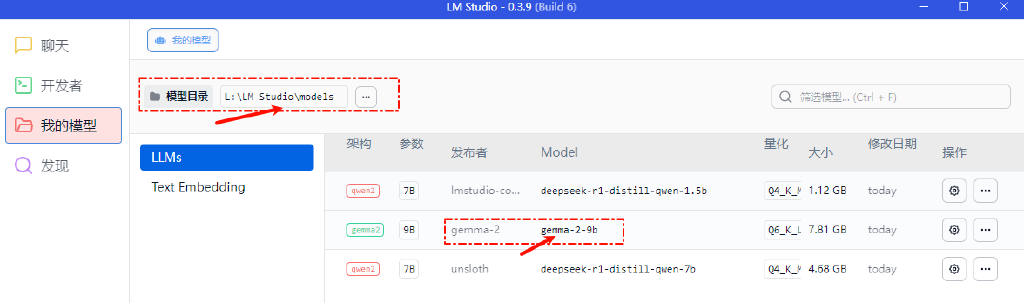 LM Studio - 0.3.9 (Build 6)
聊天
开发者
我的模型
发现
我的模型
模型目录 L:\LM Studio\models ...
筛选模型... (Ctrl + F)
LLMs
Text Embedding
架构 参数 发布者 Model 量化 大小 修改日期 操作
qwen2 7B lmstudio-co... deepseek-r1-distill-qwen-1.5b Q4_K_M 1.12 GB today ...
gemma2 9B gemma-2 gemma-2-9b Q6_K_L 7.81 GB today ...
qwen2 7B unsloth deepseek-r1-distill-qwen-7b Q4_K_M 4.68 GB today ...